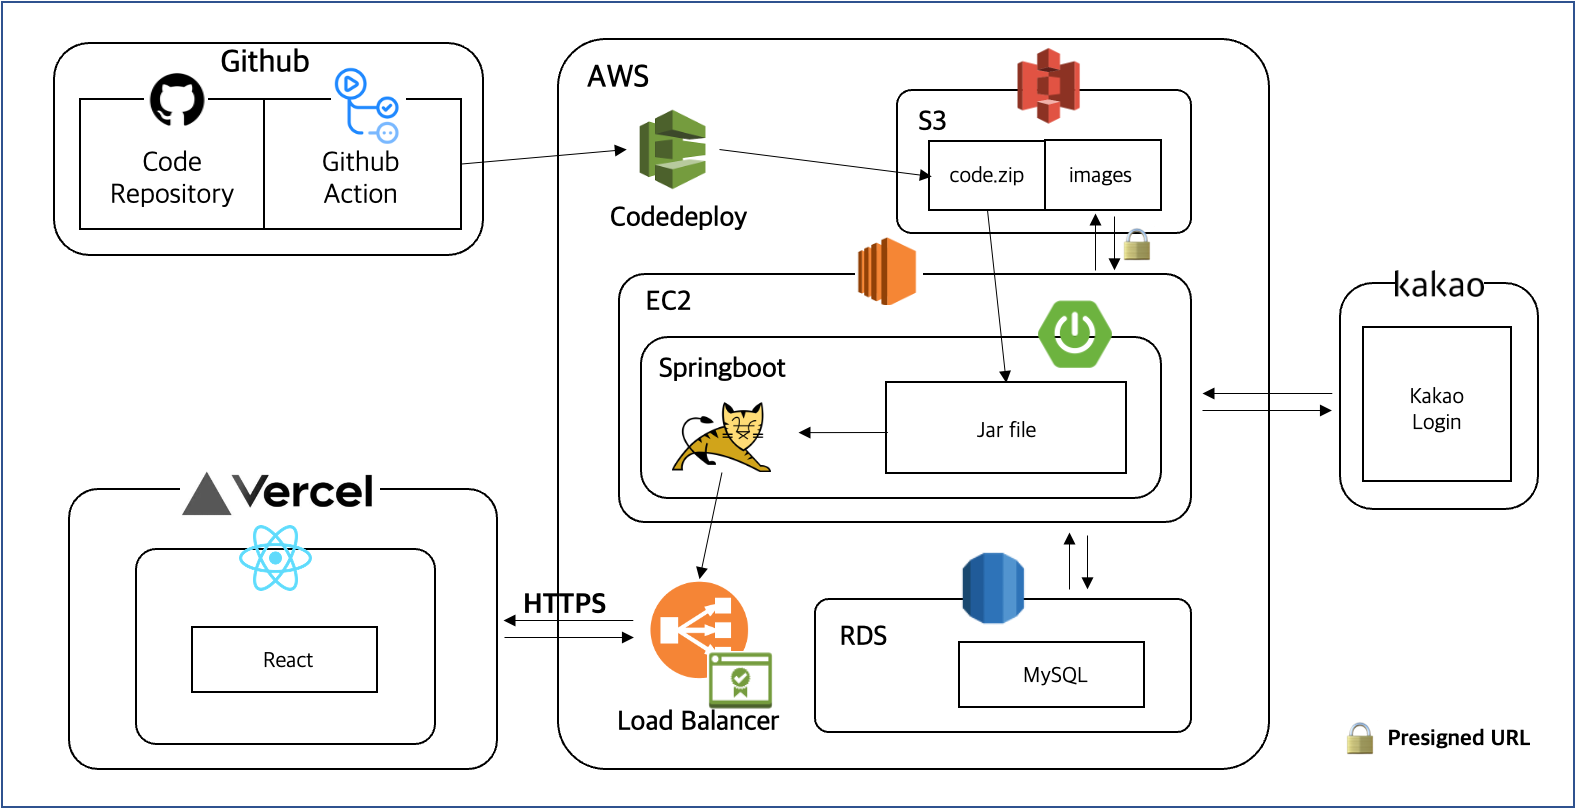 Github
Code
Repository
Github
Action
AWS
Codedeploy
S3
code.zip
images
EC2
Springboot
Jar file
kakao
Kakao
Login
Vercel
React
HTTPS
Load Balancer
RDS
MySQL
Presigned URL